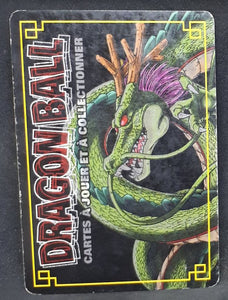 DRAGON BALL
CARTES À JOUER ET À COLLECTIONNER